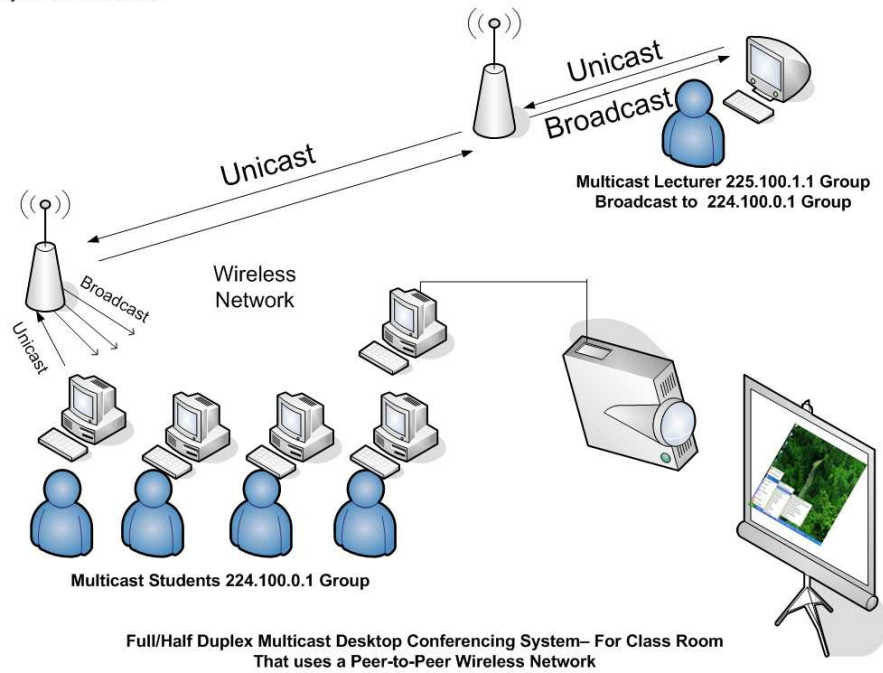 Unicast
Broadcast
Multicast Lecturer 225.100.1.1 Group
Broadcast to 224.100.0.1 Group
Unicast
Wireless
Network
Broadcast
Unicast
Multicast Students 224.100.0.1 Group
Full/Half Duplex Multicast Desktop Conferencing System– For Class Room
That uses a Peer-to-Peer Wireless Network